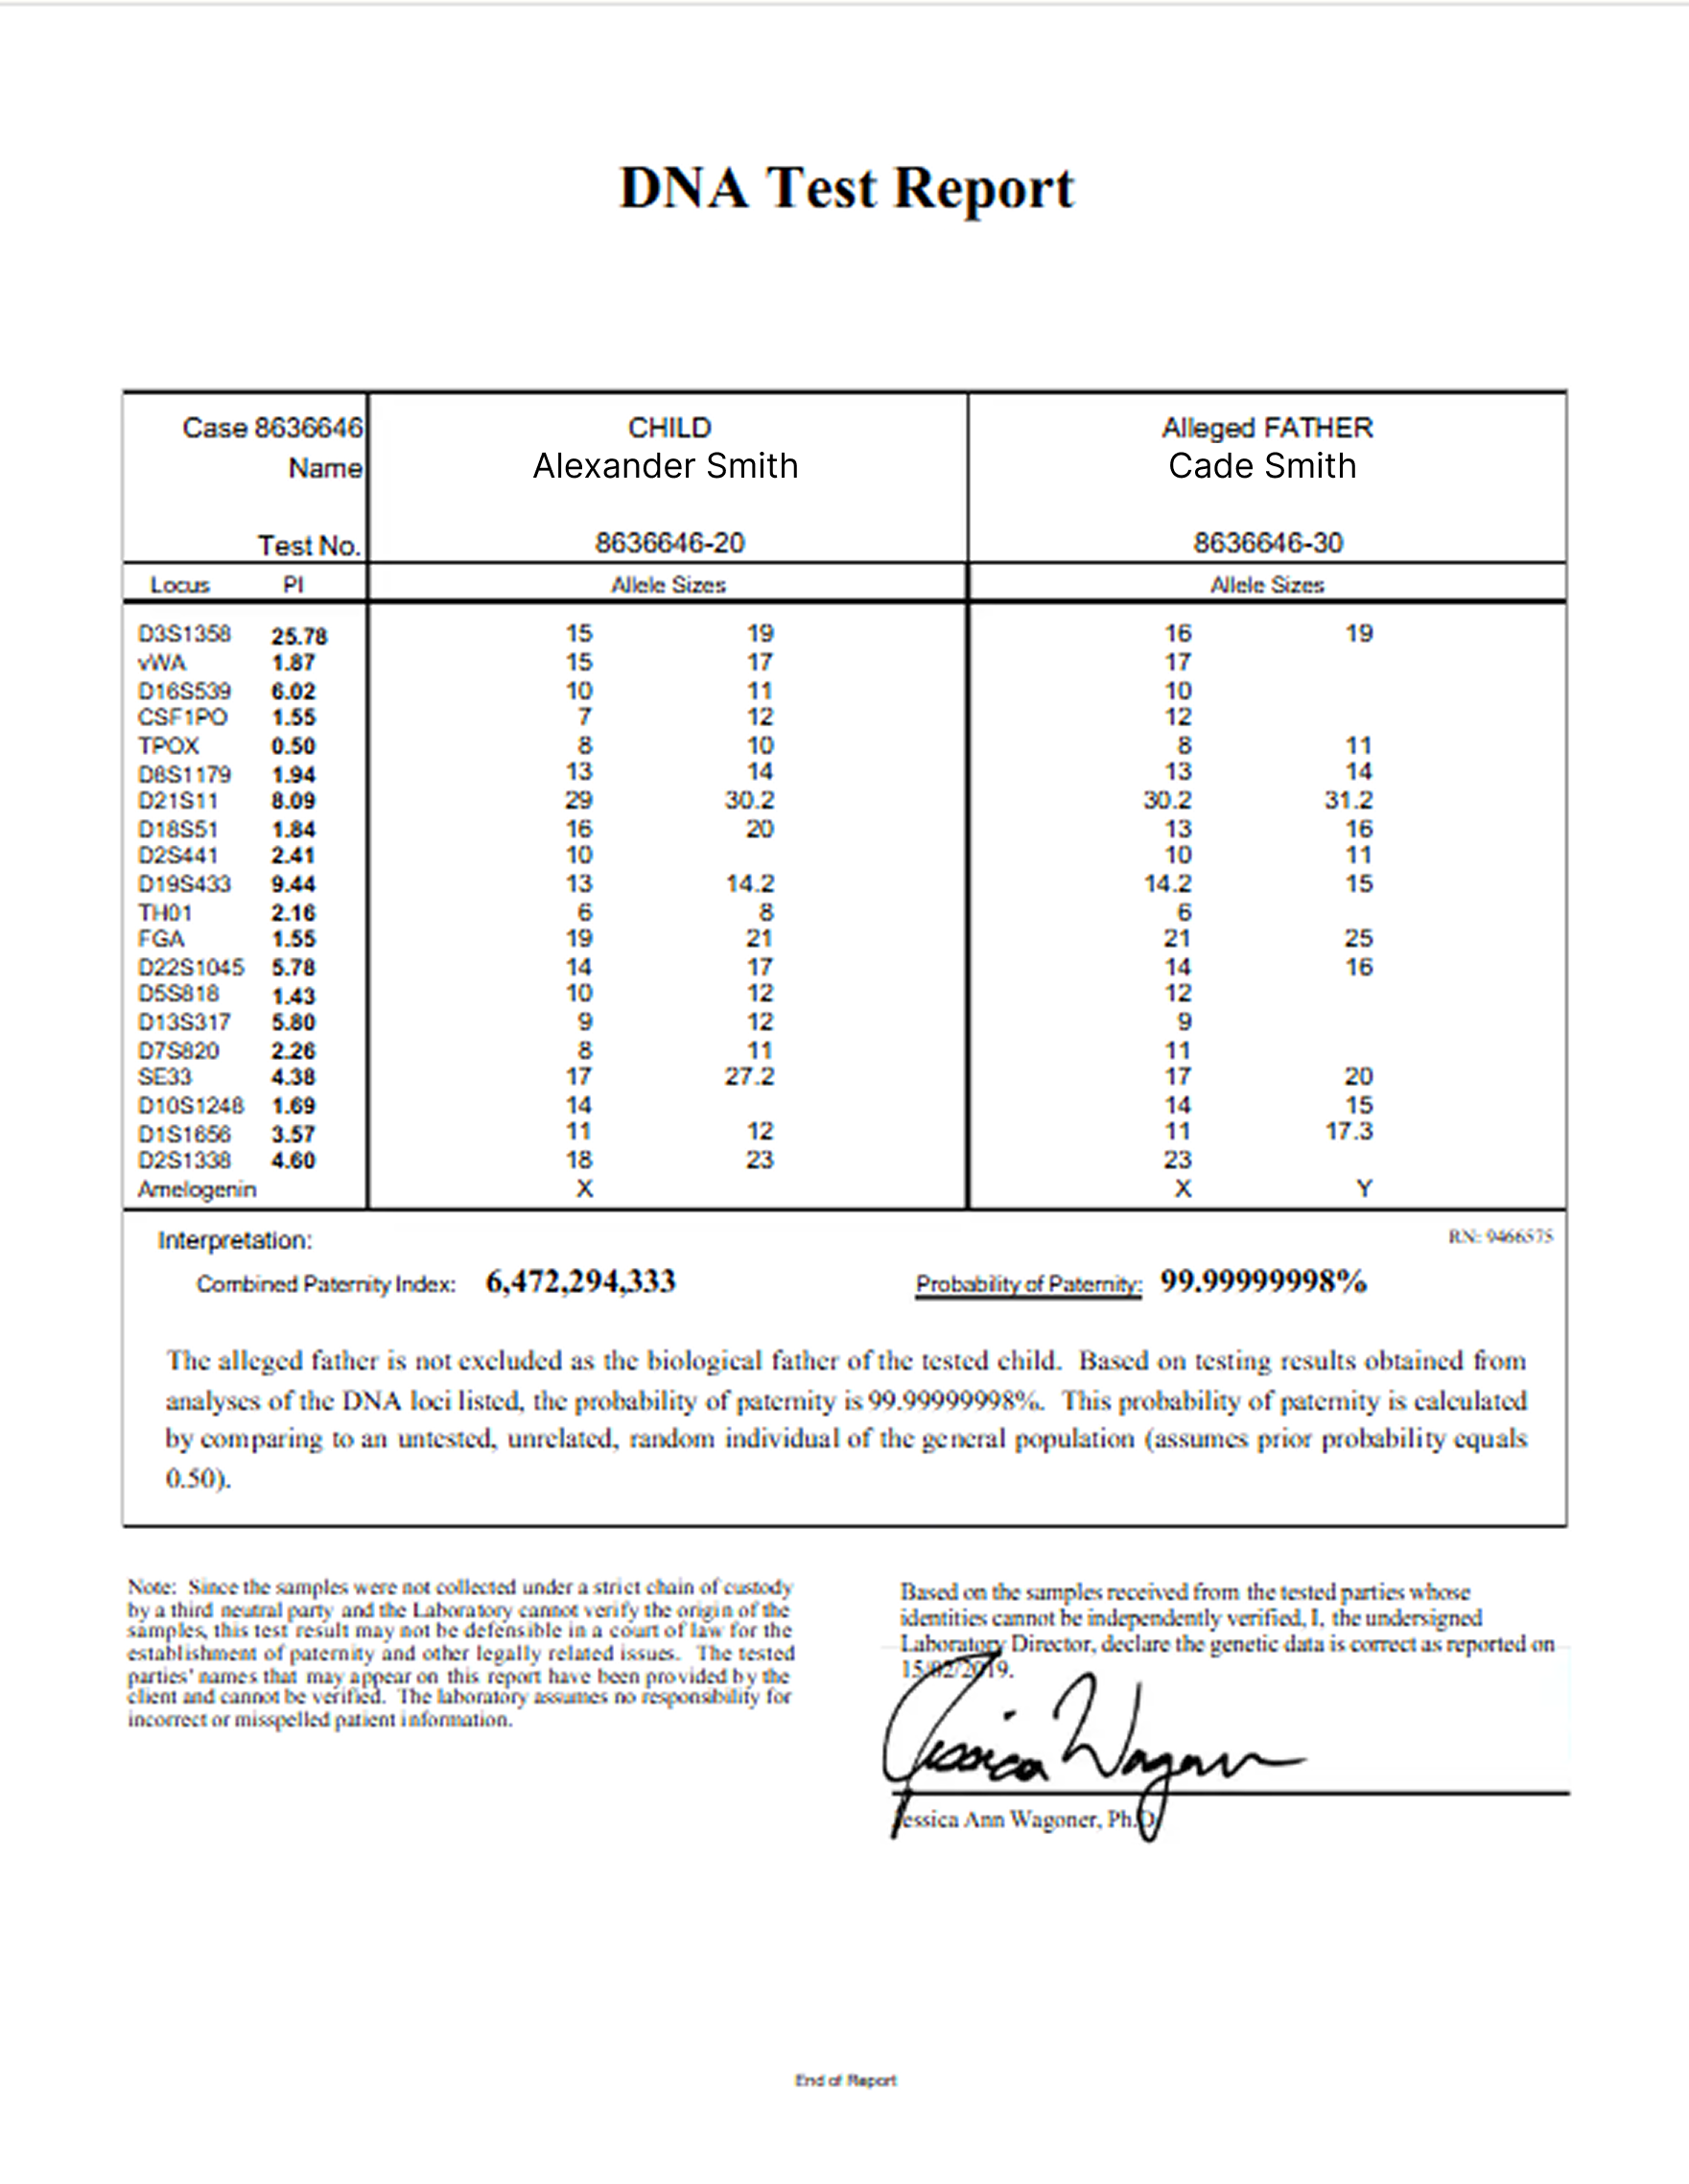 DNA Test Report
Case 8636646 CHILD Alleged FATHER
Name Alexander Smith Cade Smith
Test No. 8636646-20 8636646-30
Locus PI Allele Sizes Allele Sizes
D3S1358 25.78 15 19 16 19
vWA 1.87 15 17 17
D16S539 6.02 10 11 10
CSF1PO 1.55 7 12 12
TPOX 0.50 8 10 8 11
D8S1179 1.94 13 14 13 14
D21S11 8.09 29 30.2 30.2 31.2
D18S51 1.84 16 20 13 16
D2S441 2.41 10 10 11
D19S433 9.44 13 14.2 14.2 15
TH01 2.16 6 8 6
FGA 1.55 19 21 21 25
D22S1045 5.78 14 17 14 16
D5S818 1.43 10 12 12
D13S317 5.80 9 12 9
D7S820 2.26 8 11 11
SE33 4.38 17 27.2 17 20
D10S1248 1.69 14 14 15
D1S1656 3.57 11 12 11 17.3
D2S1338 4.60 18 23 23
Amelogenin X X Y
Interpretation: RN: 9466575
Combined Paternity Index: 6,472,294,333 Probability of Paternity: 99.99999998%
The alleged father is not excluded as the biological father of the tested child. Based on testing results obtained from
analyses of the DNA loci listed, the probability of paternity is 99.99999998%. This probability of paternity is calculated
by comparing to an untested, unrelated, random individual of the general population (assumes prior probability equals
0.50).
Note: Since the samples were not collected under a strict chain of custody
by a third neutral party and the Laboratory cannot verify the origin of the
samples, this test result may not be defensible in a court of law for the
establishment of paternity and other legally related issues. The tested
parties' names that may appear on this report have been provided by the
client and cannot be verified. The laboratory assumes no responsibility for
incorrect or misspelled patient information.
Based on the samples received from the tested parties whose
identities cannot be independently verified, I, the undersigned
Laboratory Director, declare the genetic data is correct as reported on
15/02/2019.
Jessica Wagoner
Jessica Ann Wagoner, Ph.D
End of Report